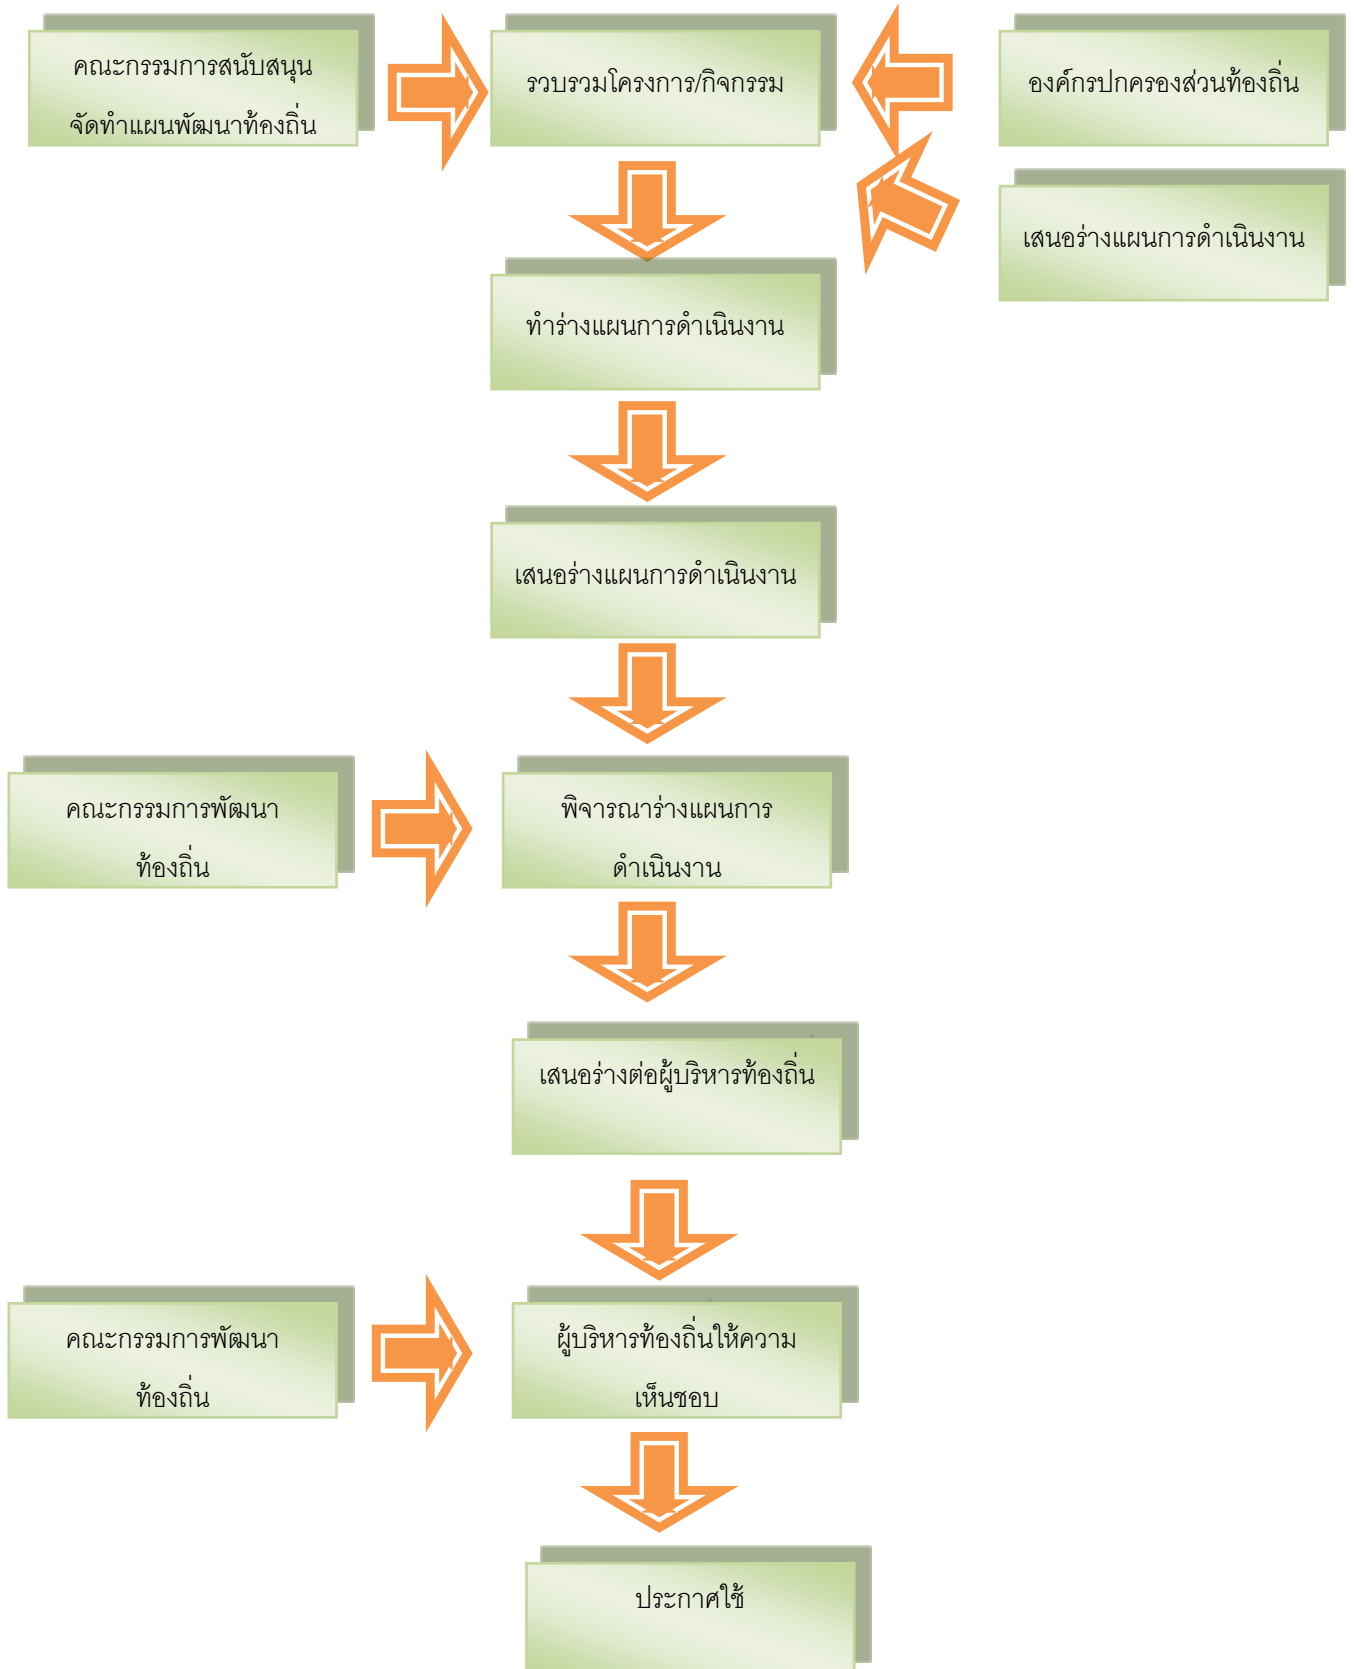 คณะกรรมการสนับสนุน
จัดทำแผนพัฒนาท้องถิ่น
รวบรวมโครงการ/กิจกรรม
องค์กรปกครองส่วนท้องถิ่น
เสนอร่างแผนการดำเนินงาน
ทำร่างแผนการดำเนินงาน
เสนอร่างแผนการดำเนินงาน
คณะกรรมการพัฒนา
ท้องถิ่น
พิจารณาร่างแผนการ
ดำเนินงาน
เสนอร่างต่อผู้บริหารท้องถิ่น
คณะกรรมการพัฒนา
ท้องถิ่น
ผู้บริหารท้องถิ่นให้ความ
เห็นชอบ
ประกาศใช้